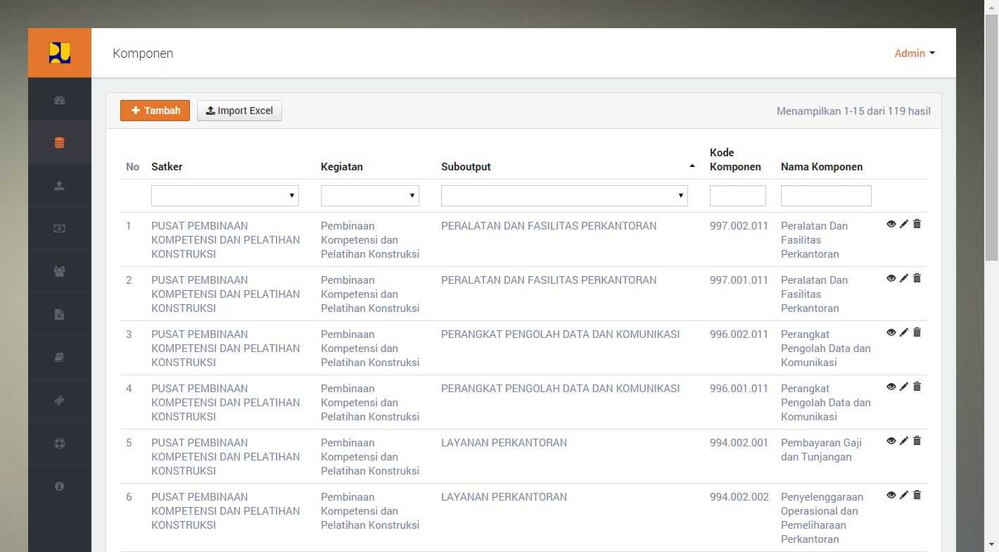 Komponen
Admin
Tambah
Import Excel
Menampilkan 1-15 dari 119 hasil
No
Satker
Kegiatan
Suboutput
Kode
Komponen
Nama Komponen
1
PUSAT PEMBINAAN
KOMPETENSI DAN PELATIHAN
KONSTRUKSI
Pembinaan
Kompetensi dan
Pelatihan Konstruksi
PERALATAN DAN FASILITAS PERKANTORAN
997.002.011
Peralatan Dan
Fasilitas
Perkantoran
2
PUSAT PEMBINAAN
KOMPETENSI DAN PELATIHAN
KONSTRUKSI
Pembinaan
Kompetensi dan
Pelatihan Konstruksi
PERALATAN DAN FASILITAS PERKANTORAN
997.001.011
Peralatan Dan
Fasilitas
Perkantoran
3
PUSAT PEMBINAAN
KOMPETENSI DAN PELATIHAN
KONSTRUKSI
Pembinaan
Kompetensi dan
Pelatihan Konstruksi
PERANGKAT PENGOLAH DATA DAN KOMUNIKASI
996.002.011
Perangkat
Pengolah Data dan
Komunikasi
4
PUSAT PEMBINAAN
KOMPETENSI DAN PELATIHAN
KONSTRUKSI
Pembinaan
Kompetensi dan
Pelatihan Konstruksi
PERANGKAT PENGOLAH DATA DAN KOMUNIKASI
996.001.011
Perangkat
Pengolah Data dan
Komunikasi
5
PUSAT PEMBINAAN
KOMPETENSI DAN PELATIHAN
KONSTRUKSI
Pembinaan
Kompetensi dan
Pelatihan Konstruksi
LAYANAN PERKANTORAN
994.002.001
Pembayaran Gaji
dan Tunjangan
6
PUSAT PEMBINAAN
KOMPETENSI DAN PELATIHAN
KONSTRUKSI
Pembinaan
Kompetensi dan
Pelatihan Konstruksi
LAYANAN PERKANTORAN
994.002.002
Penyelenggaraan
Operasional dan
Pemeliharaan
Perkantoran